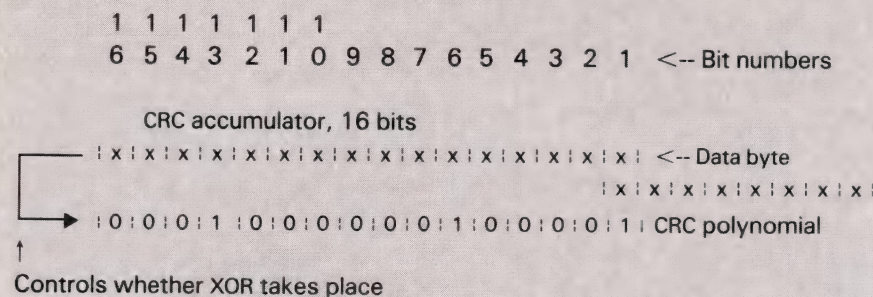 1 1 1 1 1 1 1
6 5 4 3 2 1 0 9 8 7 6 5 4 3 2 1 <-- Bit numbers
CRC accumulator, 16 bits
¦ x ¦ x ¦ x ¦ x ¦ x ¦ x ¦ x ¦ x ¦ x ¦ x ¦ x ¦ x ¦ x ¦ x ¦ x ¦ x ¦ <-- Data byte
¦ x ¦ x ¦ x ¦ x ¦ x ¦ x ¦ x ¦ x ¦
¦ 0 ¦ 0 ¦ 0 ¦ 1 ¦ 0 ¦ 0 ¦ 0 ¦ 0 ¦ 0 ¦ 0 ¦ 1 ¦ 0 ¦ 0 ¦ 0 ¦ 0 ¦ 1 ¦ CRC polynomial
Controls whether XOR takes place